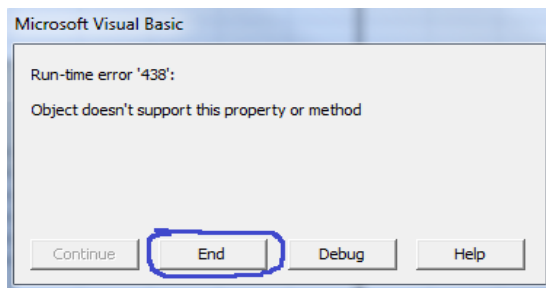 Microsoft Visual Basic
Run-time error '438':
Object doesn't support this property or method
Continue End Debug Help